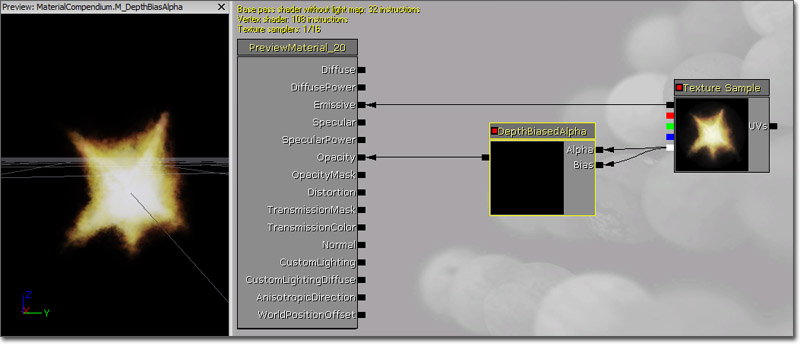 Preview: MaterialCompendium.M_DepthBiasAlpha
Base pass shader without light map: 32 instructions
Vertex shader: 108 instructions
Texture samplers: 1/16
PreviewMaterial_20
Diffuse
DiffusePower
Emissive
Specular
SpecularPower
Opacity
OpacityMask
Distortion
TransmissionMask
TransmissionColor
Normal
CustomLighting
CustomLightingDiffuse
AnisotropicDirection
WorldPositionOffset
DepthBiasedAlpha
Alpha
Bias
Texture Sample
UVs
Z
X
Y